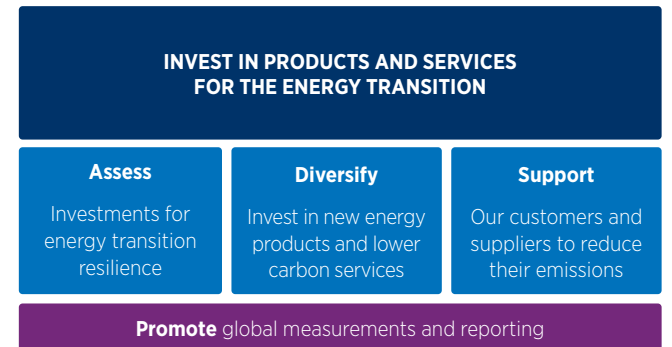 INVEST IN PRODUCTS AND SERVICES
FOR THE ENERGY TRANSITION
Assess
Investments for
energy transition
resilience
Diversify
Invest in new energy
products and lower
carbon services
Support
Our customers and
suppliers to reduce
their emissions
Promote global measurements and reporting